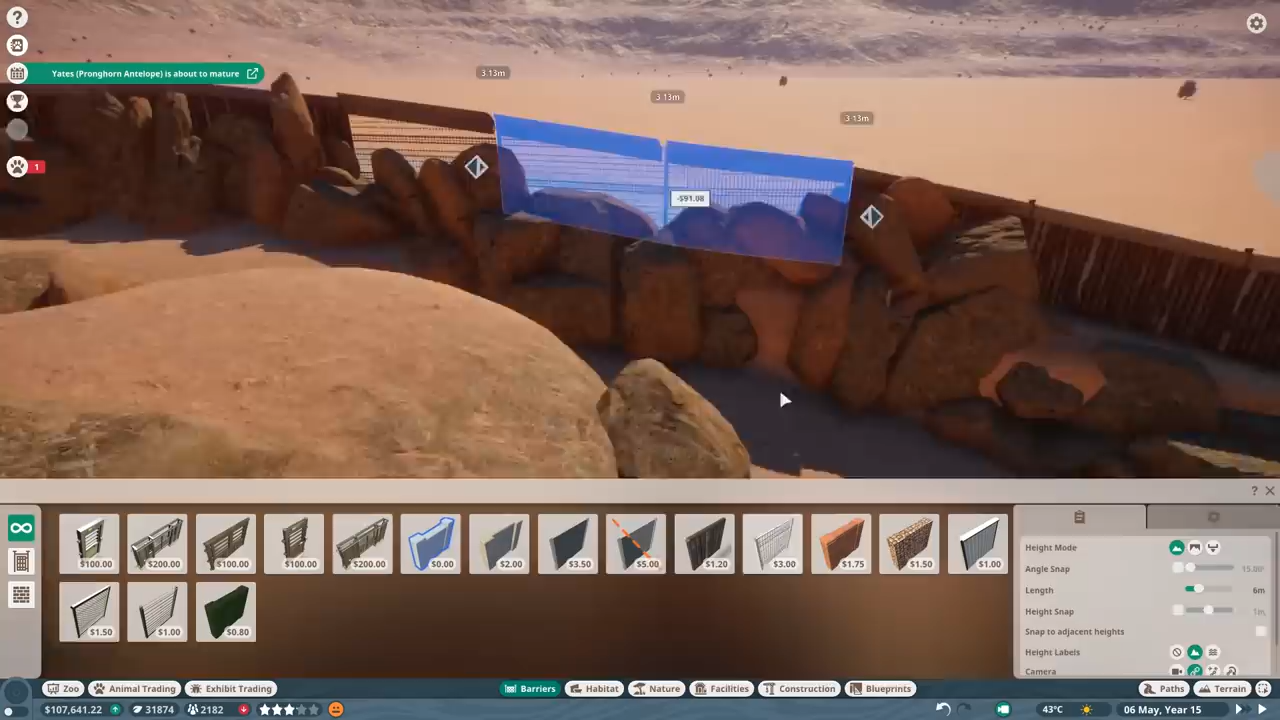 ?
Yates (Pronghorn Antelope) is about to mature
1
3.13m
3.13m
3.13m
-$91.08
?
$100.00
$200.00
$100.00
$100.00
$200.00
$0.00
$2.00
$3.50
$5.00
$1.20
$3.00
$1.75
$1.50
$1.00
$1.50
$1.00
$0.80
Height Mode
Angle Snap 15.00°
Length 6m
Height Snap 1m
Snap to adjacent heights
Height Labels
Camera
Zoo Animal Trading Exhibit Trading Barriers Habitat Nature Facilities Construction Blueprints Paths Terrain
$107,641.22 31874 2182 43°C 06 May, Year 15